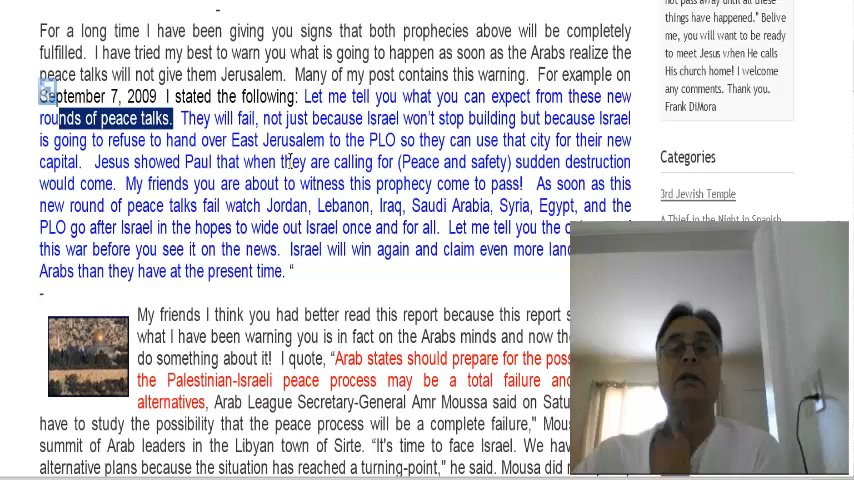 -
For a long time I have been giving you signs that both prophecies above will be completely
fulfilled. I have tried my best to warn you what is going to happen as soon as the Arabs realize the
peace talks will not give them Jerusalem. Many of my post contains this warning. For example on
September 7, 2009 I stated the following: Let me tell you what you can expect from these new
rounds of peace talks. They will fail, not just because Israel won't stop building but because Israel
is going to refuse to hand over East Jerusalem to the PLO so they can use that city for their new
capital. Jesus showed Paul that when they are calling for (Peace and safety) sudden destruction
would come. My friends you are about to witness this prophecy come to pass! As soon as this
new round of peace talks fail watch Jordan, Lebanon, Iraq, Saudi Arabia, Syria, Egypt, and the
PLO go after Israel in the hopes to wide out Israel once and for all. Let me tell you the
this war before you see it on the news. Israel will win again and claim even more land
Arabs than they have at the present time. “
-
My friends I think you had better read this report because this report
what I have been warning you is in fact on the Arabs minds and now
do something about it! I quote, “Arab states should prepare for the
the Palestinian-Israeli peace process may be a total failure
alternatives, Arab League Secretary-General Amr Moussa said on
have to study the possibility that the peace process will be a complete failure,"
summit of Arab leaders in the Libyan town of Sirte. “It's time to face Israel. We
alternative plans because the situation has reached a turning-point," he said. Mousa did
not pass away until all these
things have happened." Belive
me, you will want to be ready
to meet Jesus when He calls
His church home! I welcome
any comments. Thank you.
Frank DiMora
Categories
3rd Jewish Temple
A Thief in the Night in Spanish